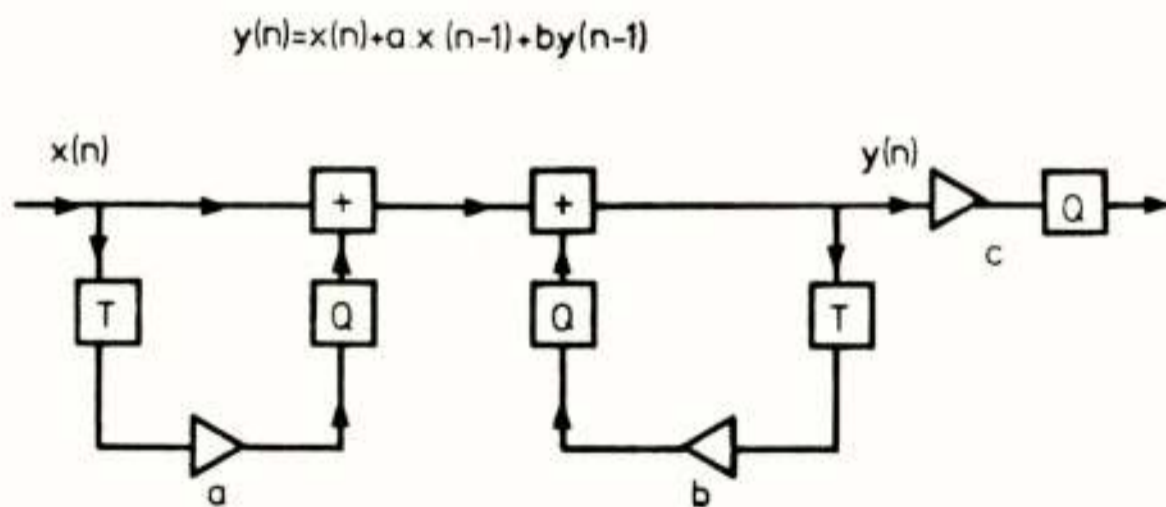 y(n)=x(n)+a x (n-1)+by(n-1)
x(n)
y(n)
+
+
Q
c
T
Q
Q
T
a
b